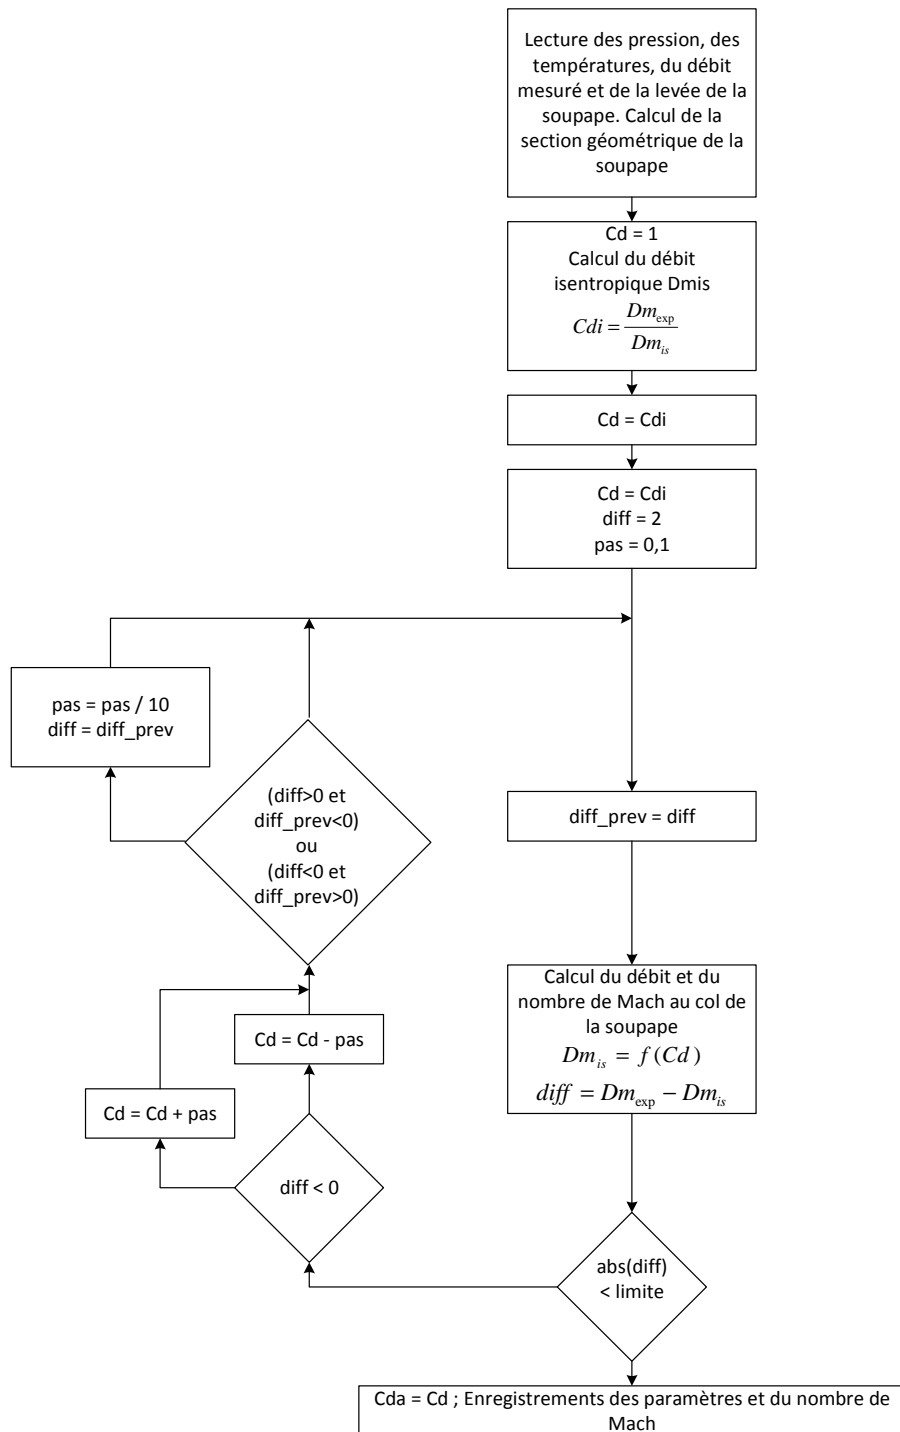 Lecture des pression, des
températures, du débit
mesuré et de la levée de la
soupape. Calcul de la
section géométrique de la
soupape
Cd = 1
Calcul du débit
isentropique Dmis
Cdi = Dm_exp / Dm_is
Cd = Cdi
Cd = Cdi
diff = 2
pas = 0,1
pas = pas / 10
diff = diff_prev
(diff>0 et
diff_prev<0)
ou
(diff<0 et
diff_prev>0)
diff_prev = diff
Calcul du débit et du
nombre de Mach au col de
la soupape
Dm_is = f(Cd)
diff = Dm_exp − Dm_is
Cd = Cd - pas
Cd = Cd + pas
diff < 0
abs(diff)
< limite
Cda = Cd ; Enregistrements des paramètres et du nombre de
Mach